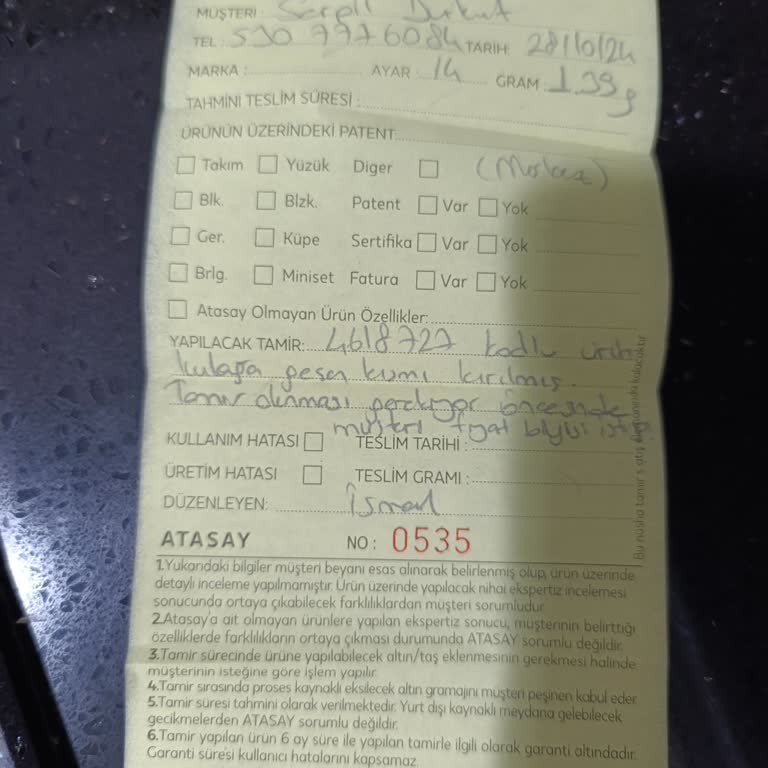 MÜŞTERİ :
TEL : 530 7776084 TARİH: 28/10/24
MARKA : AYAR : 14 GRAM : 1.39 g
TAHMİNİ TESLİM SÜRESİ :
ÜRÜNÜN ÜZERİNDEKİ PATENT
Takım Yüzük Diger (Merkez)
Blk. Blzk. Patent Var Yok
Ger. Küpe Sertifika Var Yok
Brlg. Miniset Fatura Var Yok
Atasay Olmayan Ürün Özellikler:
YAPILACAK TAMİR: 4618727 kodlu ürün
kulağa geçen kısmı kırılmış.
Tamir olunması gerekiyor öncesinde
müşteri fiyat bilgisi
KULLANIM HATASI TESLİM TARİHİ :
ÜRETİM HATASI TESLİM GRAMI :
DÜZENLEYEN: İsmail
ATASAY NO : 0535
1.Yukarıdaki bilgiler müşteri beyanı esas alınarak belirlenmiş olup, ürün üzerinde
detaylı inceleme yapılmamıştır. Ürün üzerinde yapılacak nihai ekspertiz incelemesi
sonucunda ortaya çıkabilecek farklılıklardan müşteri sorumludur.
2.Atasay'a ait olmayan ürünlere yapılan ekspertiz sonucu, müşterinin belirttiği
özelliklerde farklılıkların ortaya çıkması durumunda ATASAY sorumlu değildir.
3.Tamir sürecinde ürüne yapılabilecek altın/taş eklenmesinin gerekmesi halinde
müşterinin isteğine göre işlem yapılır.
4.Tamir sırasında proses kaynaklı eksilecek altın gramajını müşteri peşinen kabul eder
5.Tamir süresi tahmini olarak verilmektedir. Yurt dışı kaynaklı meydana gelebilecek
gecikmelerden ATASAY sorumlu değildir.
6.Tamir yapılan ürün 6 ay süre ile yapılan tamirle ilgili olarak garanti altındadır.
Garanti süresi kullanıcı hatalarını kapsamaz.